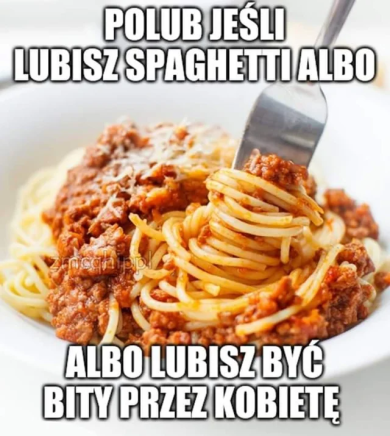 POLUB JEŚLI
LUBISZ SPAGHETTI ALBO
ALBO LUBISZ BYĆ
BITY PRZEZ KOBIETĘ